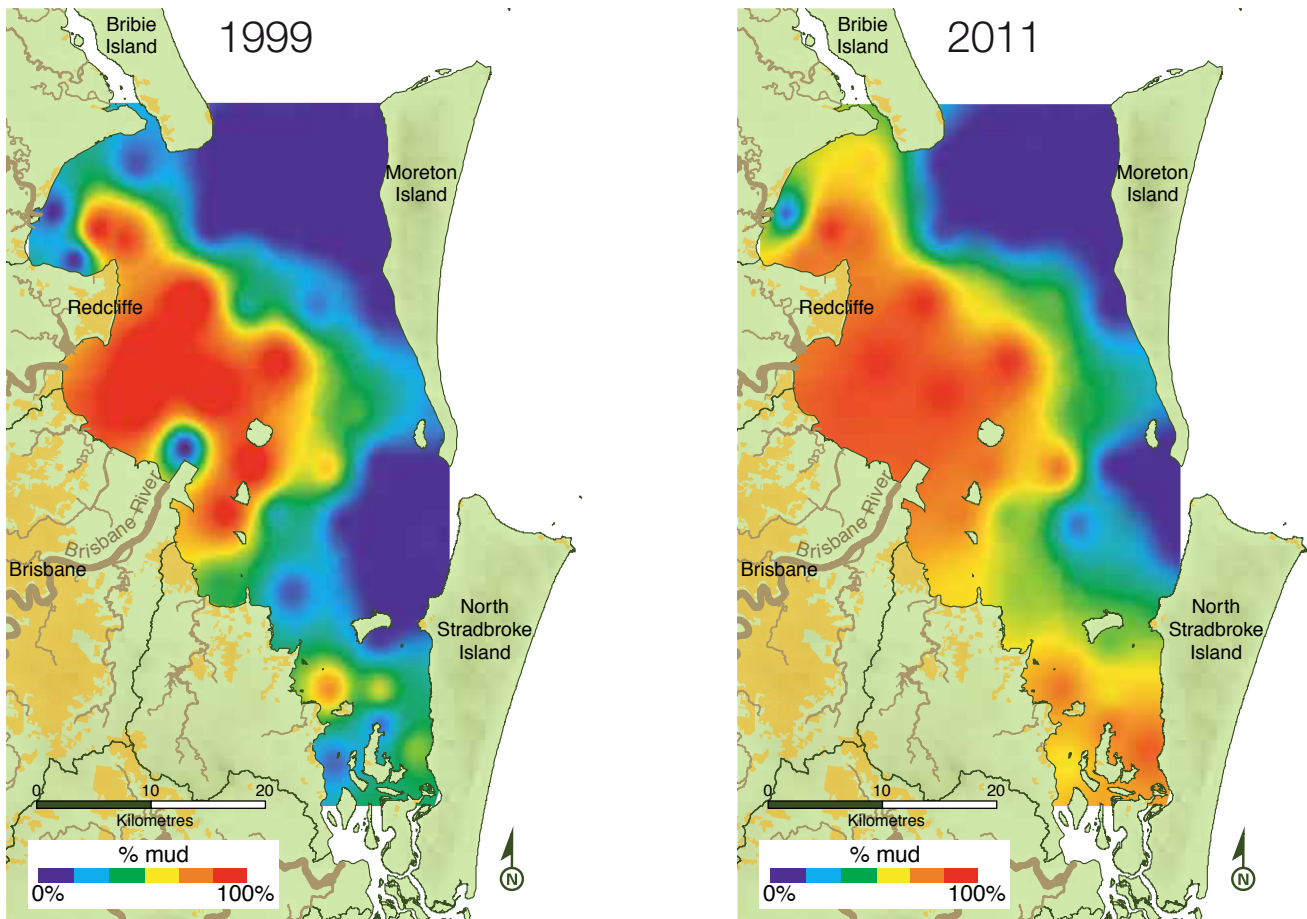 1999
Bribie
Island
Moreton
Island
Redcliffe
Brisbane River
Brisbane
North
Stradbroke
Island
0 10 20
Kilometres
% mud
0% 100%
N
2011
Bribie
Island
Moreton
Island
Redcliffe
Brisbane River
Brisbane
North
Stradbroke
Island
0 10 20
Kilometres
% mud
0% 100%
N